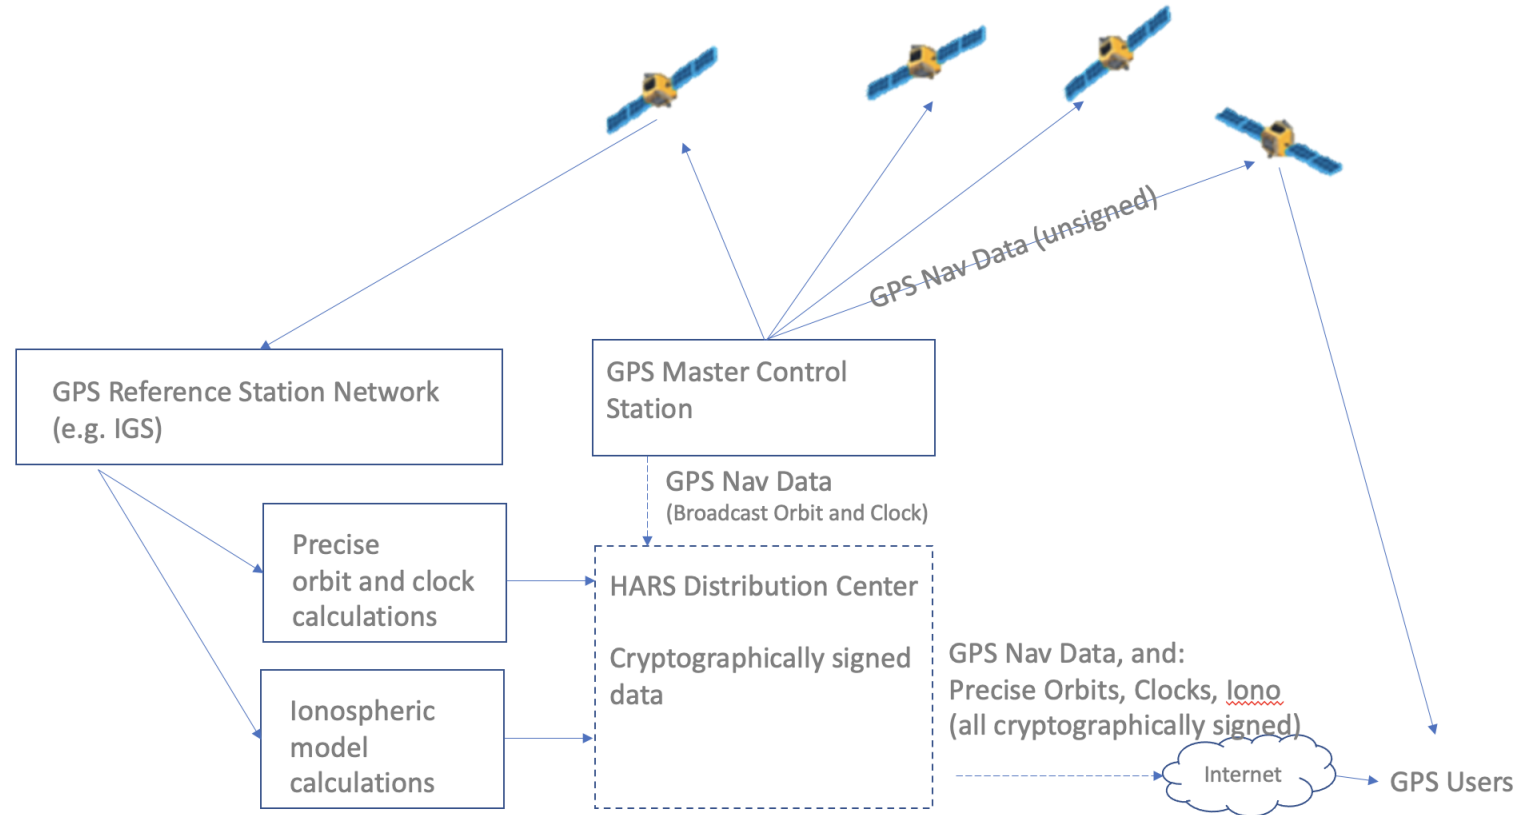 GPS Nav Data (unsigned)
GPS Reference Station Network
(e.g. IGS)
GPS Master Control
Station
GPS Nav Data
(Broadcast Orbit and Clock)
Precise
orbit and clock
calculations
HARS Distribution Center
Cryptographically signed
data
Ionospheric
model
calculations
GPS Nav Data, and:
Precise Orbits, Clocks, Iono
(all cryptographically signed)
Internet
GPS Users